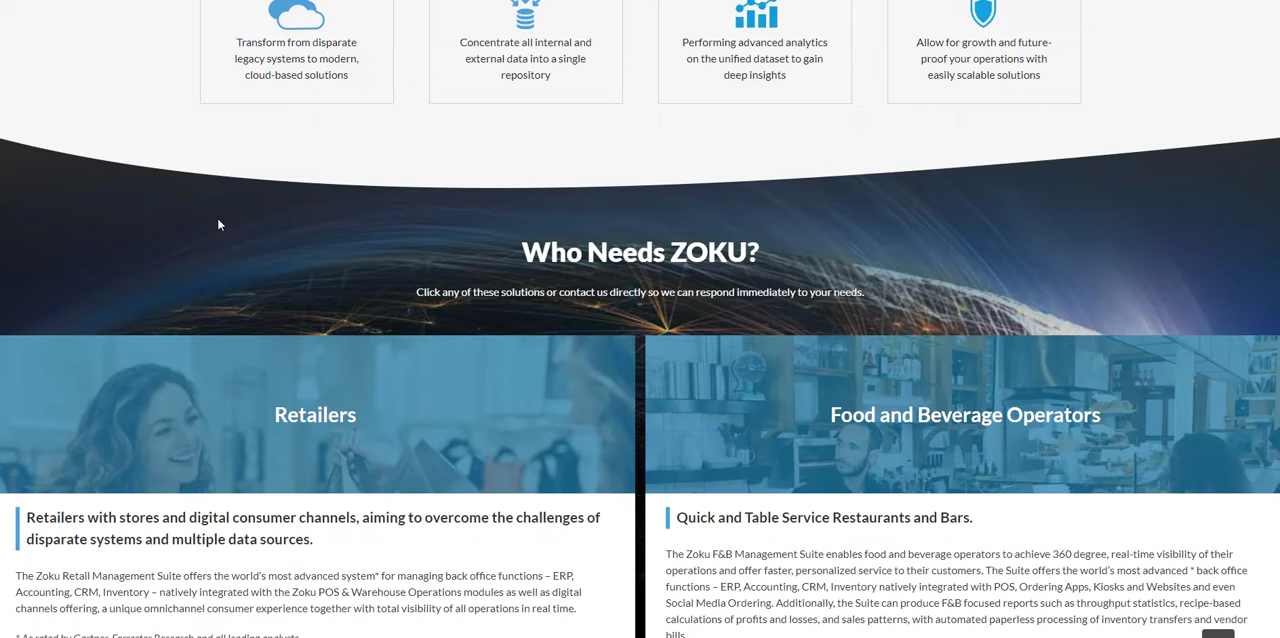 Transform from disparate
legacy systems to modern,
cloud-based solutions
Concentrate all internal and
external data into a single
repository
Performing advanced analytics
on the unified dataset to gain
deep insights
Allow for growth and future-
proof your operations with
easily scalable solutions
Who Needs ZOKU?
Click any of these solutions or contact us directly so we can respond immediately to your needs.
Retailers
Retailers with stores and digital consumer channels, aiming to overcome the challenges of
disparate systems and multiple data sources.
The Zoku Retail Management Suite offers the world's most advanced system* for managing back office functions – ERP,
Accounting, CRM, Inventory – natively integrated with the Zoku POS & Warehouse Operations modules as well as digital
channels offering, a unique omnichannel consumer experience together with total visibility of all operations in real time.
* As rated by Gartner, Forrester Research and all leading analysts
Food and Beverage Operators
Quick and Table Service Restaurants and Bars.
The Zoku F&B Management Suite enables food and beverage operators to achieve 360 degree, real-time visibility of their
operations and offer faster, personalized service to their customers. The Suite offers the world's most advanced * back office
functions – ERP, Accounting, CRM, Inventory natively integrated with POS, Ordering Apps, Kiosks and Websites and even
Social Media Ordering. Additionally, the Suite can produce F&B focused reports such as throughput statistics, recipe-based
calculations of profits and losses, and sales patterns, with automated paperless processing of inventory transfers and vendor
bills.